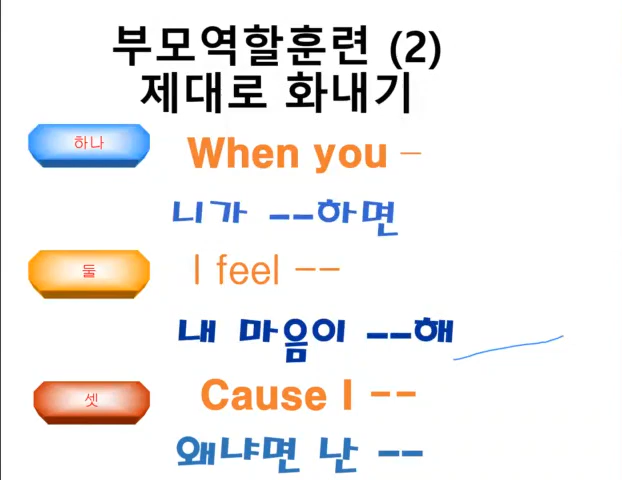 부모역할훈련 (2)
제대로 화내기
하나
When you –
니가 --하면
둘
I feel --
내 마음이 --해
셋
Cause I --
왜냐면 난 --